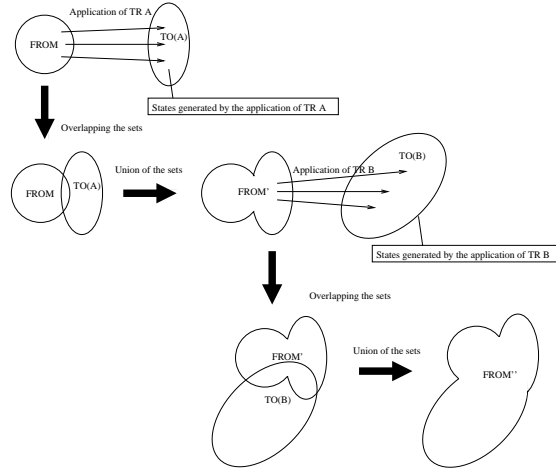 Application of TR A
FROM
TO(A)
States generated by the application of TR A
Overlapping the sets
FROM
TO(A)
Union of the sets
FROM'
Application of TR B
TO(B)
States generated by the application of TR B
Overlapping the sets
FROM'
TO(B)
Union of the sets
FROM''